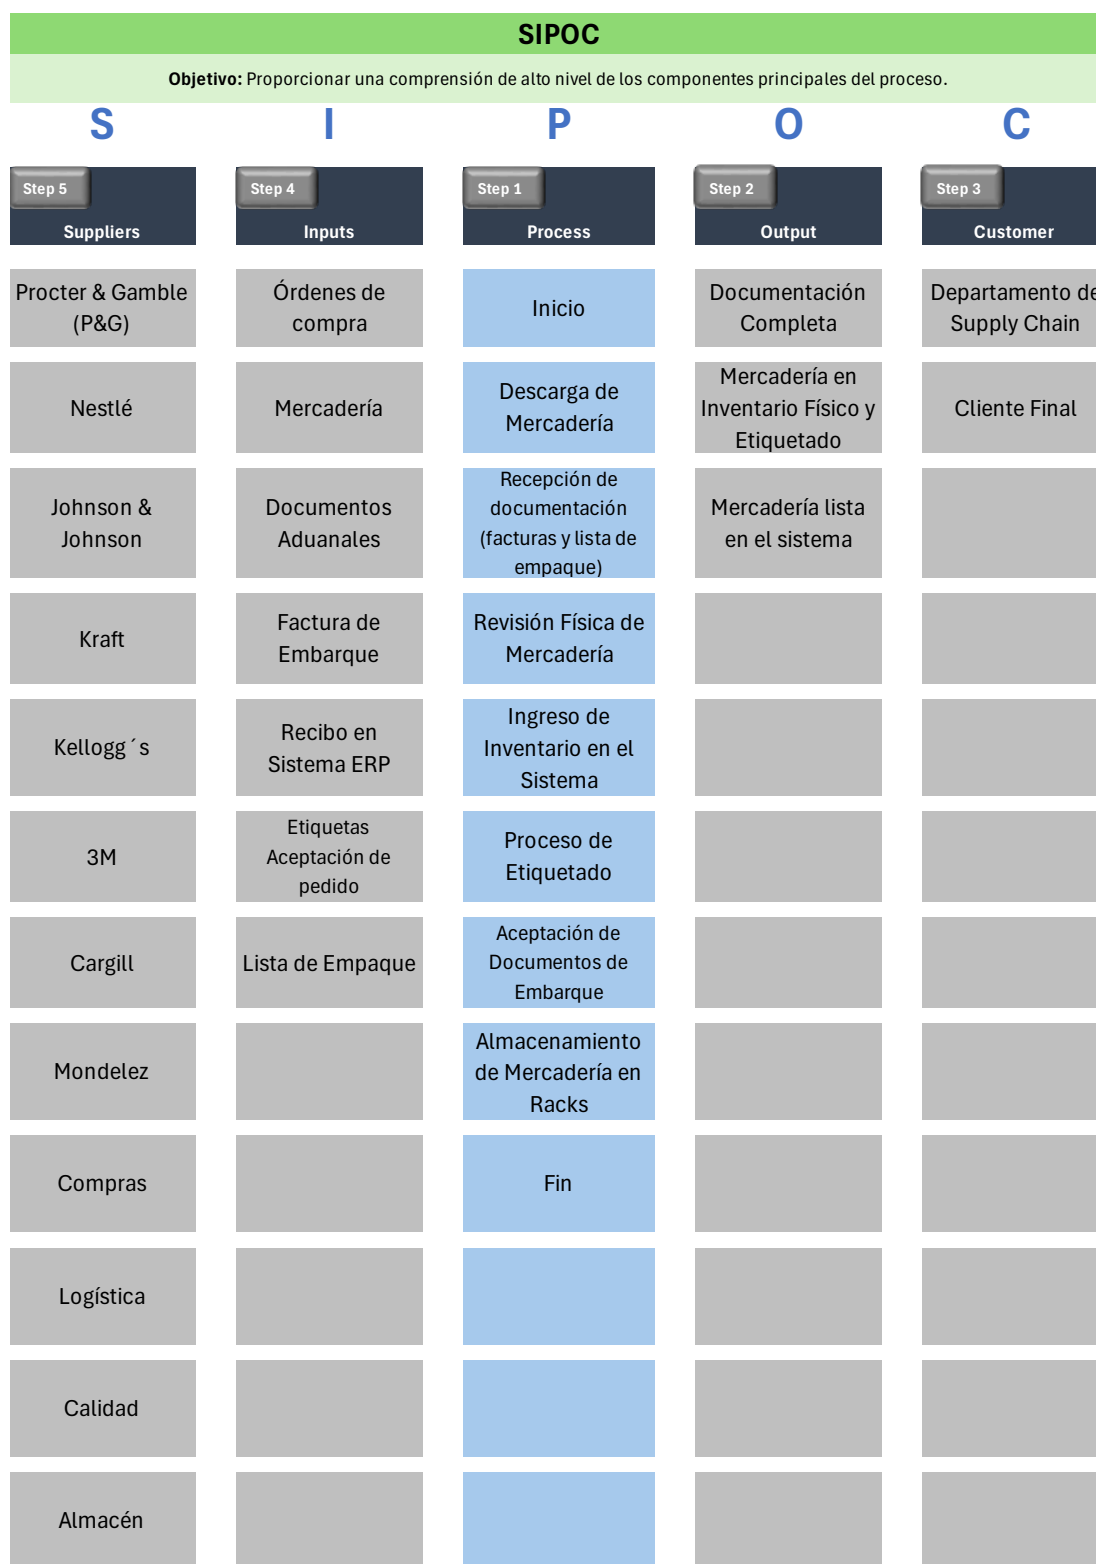 SIPOC
Objetivo: Proporcionar una comprensión de alto nivel de los componentes principales del proceso.
S
I
P
O
C
Step 5
Suppliers
Step 4
Inputs
Step 1
Process
Step 2
Output
Step 3
Customer
Procter & Gamble
(P&G)
Órdenes de
compra
Inicio
Documentación
Completa
Departamento de
Supply Chain
Nestlé
Mercadería
Descarga de
Mercadería
Mercadería en
Inventario Físico y
Etiquetado
Cliente Final
Johnson &
Johnson
Documentos
Aduanales
Recepción de
documentación
(facturas y lista de
empaque)
Mercadería lista
en el sistema
Kraft
Factura de
Embarque
Revisión Física de
Mercadería
Kellogg´s
Recibo en
Sistema ERP
Ingreso de
Inventario en el
Sistema
3M
Etiquetas
Aceptación de
pedido
Proceso de
Etiquetado
Cargill
Lista de Empaque
Aceptación de
Documentos de
Embarque
Mondelez
Almacenamiento
de Mercadería en
Racks
Compras
Fin
Logística
Calidad
Almacén